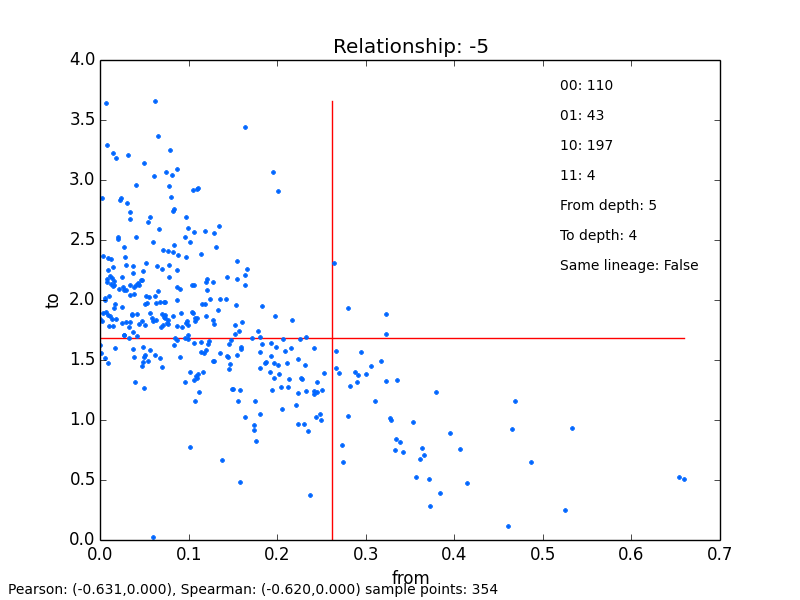 Relationship: -5
4.0
3.5
3.0
2.5
2.0
1.5
1.0
0.5
0.0
to
00: 110
01: 43
10: 197
11: 4
From depth: 5
To depth: 4
Same lineage: False
0.0 0.1 0.2 0.3 0.4 0.5 0.6 0.7
from
Pearson: (-0.631,0.000), Spearman: (-0.620,0.000) sample points: 354